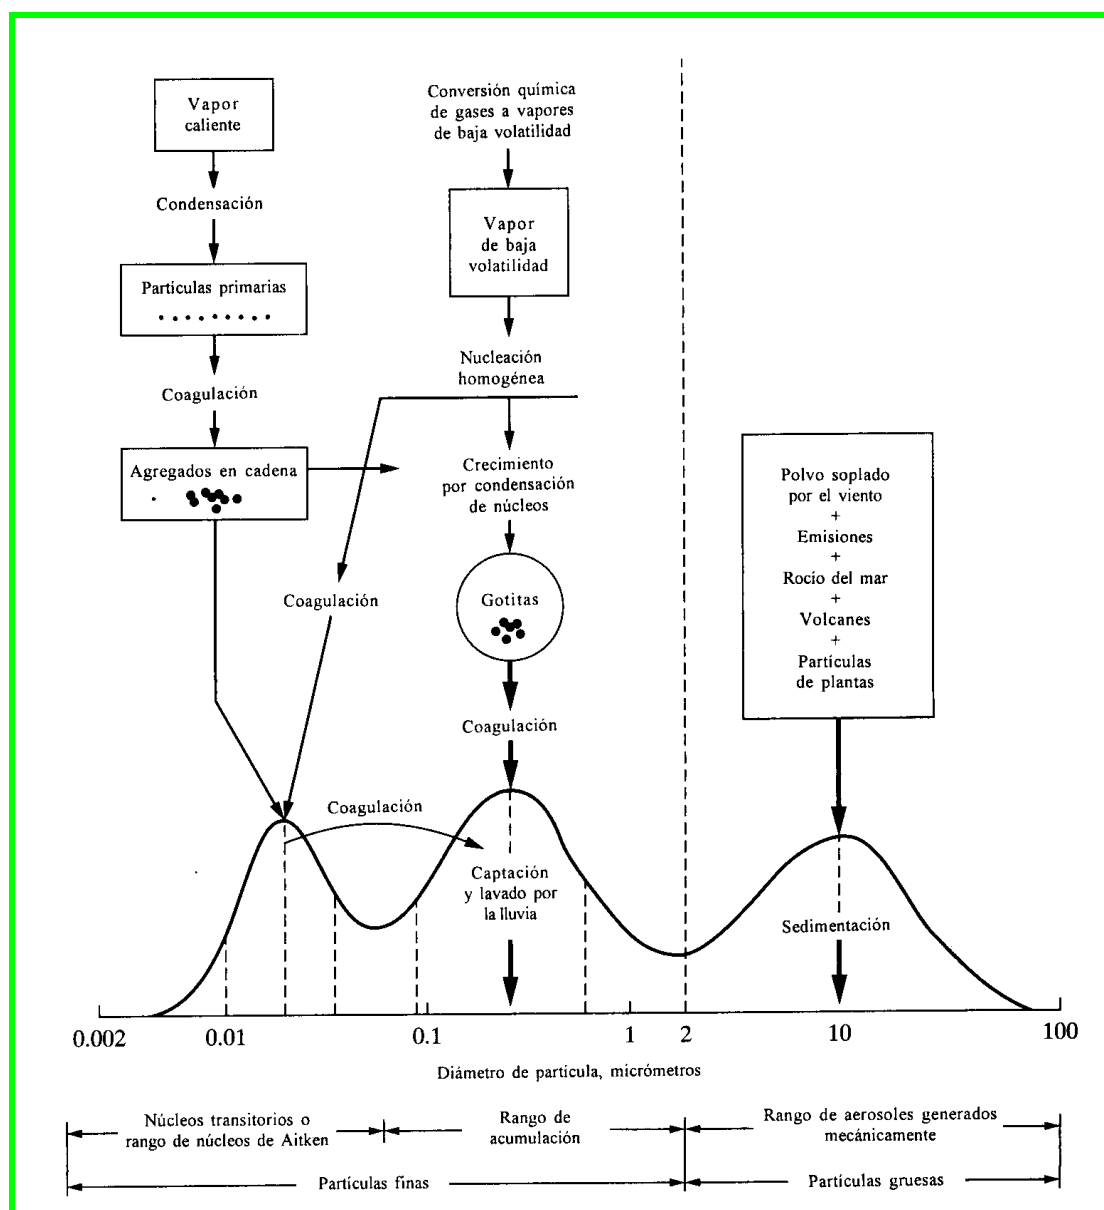 Vapor
caliente
Condensación
Partículas primarias
Coagulación
Agregados en cadena
Conversión química
de gases a vapores
de baja volatilidad
Vapor
de baja
volatilidad
Nucleación
homogénea
Crecimiento
por condensación
de núcleos
Coagulación
Gotitas
Coagulación
Coagulación
Captación
y lavado por
la lluvia
Polvo soplado
por el viento
+
Emisiones
+
Rocío del mar
+
Volcanes
+
Partículas
de plantas
Sedimentación
0.002 0.01 0.1 1 2 10 100
Diámetro de partícula, micrómetros
Núcleos transitorios o
rango de núcleos de Aitken
Rango de
acumulación
Rango de aerosoles generados
mecánicamente
Partículas finas
Partículas gruesas